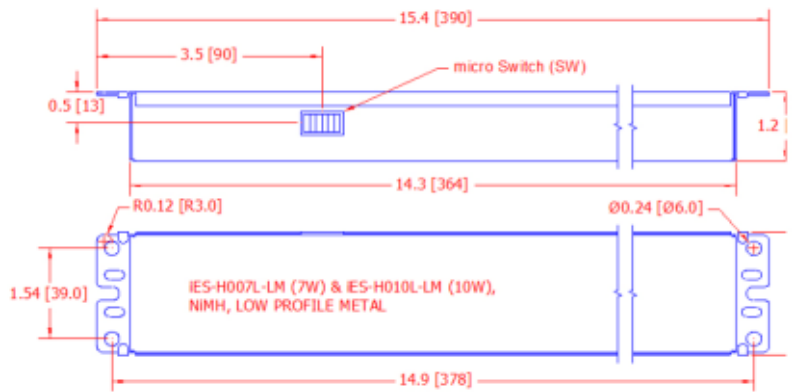 15.4 [390]
3.5 [90]
micro Switch (SW)
0.5 [13]
1.2
14.3 [364]
R0.12 [R3.0]
Ø0.24 [Ø6.0]
1.54 [39.0]
iES-H007L-LM (7W) & iES-H010L-LM (10W),
NiMH, LOW PROFILE METAL
14.9 [378]